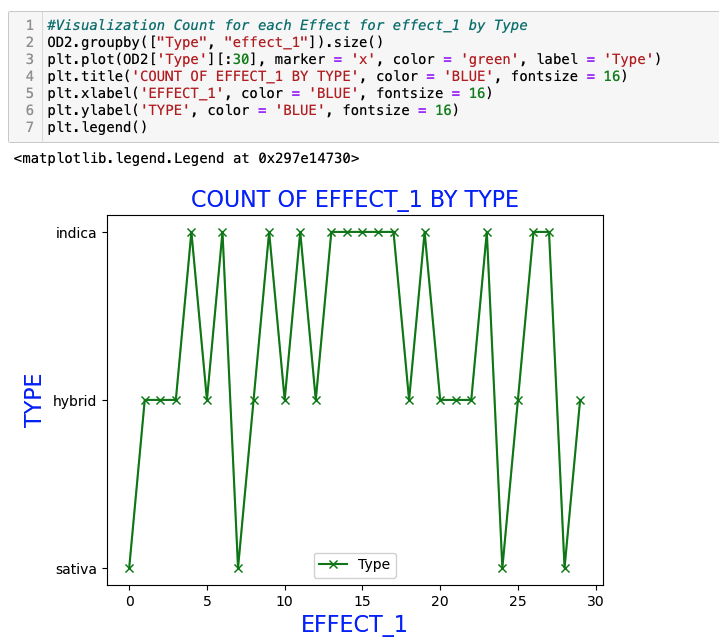 1 #Visualization Count for each Effect for effect_1 by Type
2 OD2.groupby(["Type", "effect_1"]).size()
3 plt.plot(OD2['Type'][:30], marker = 'x', color = 'green', label = 'Type')
4 plt.title('COUNT OF EFFECT_1 BY TYPE', color = 'BLUE', fontsize = 16)
5 plt.xlabel('EFFECT_1', color = 'BLUE', fontsize = 16)
6 plt.ylabel('TYPE', color = 'BLUE', fontsize = 16)
7 plt.legend()
<matplotlib.legend.Legend at 0x297e14730>
COUNT OF EFFECT_1 BY TYPE
indica
hybrid
sativa
TYPE
Type
0 5 10 15 20 25 30
EFFECT_1